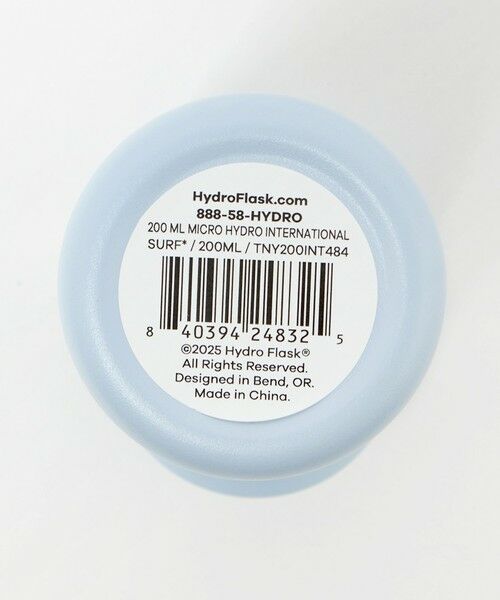 HydroFlask.com
888-58-HYDRO
200 ML MICRO HYDRO INTERNATIONAL
SURF* / 200ML / TNY200INT484
8 40394 24832 5
©2025 Hydro Flask®
All Rights Reserved.
Designed in Bend, OR.
Made in China.